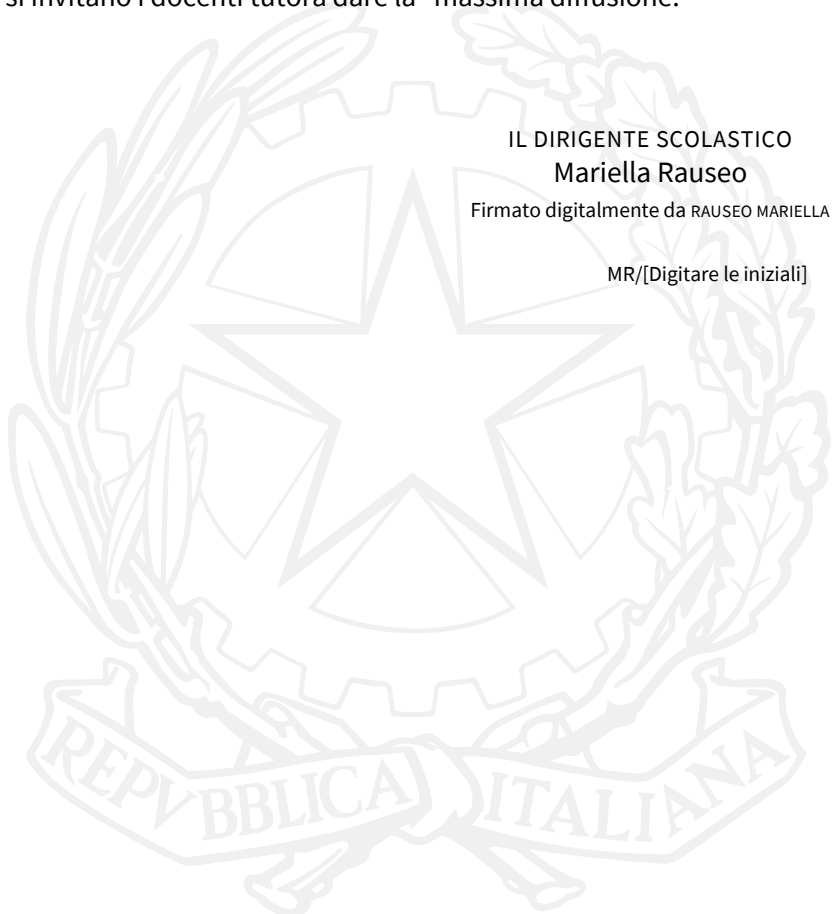 si invitano i docenti tutora dare la "massima diffusione.
IL DIRIGENTE SCOLASTICO
Mariella Rauseo
Firmato digitalmente da RAUSEO MARIELLA
MR/[Digitare le iniziali]
REPVBBLICA ITALIANA